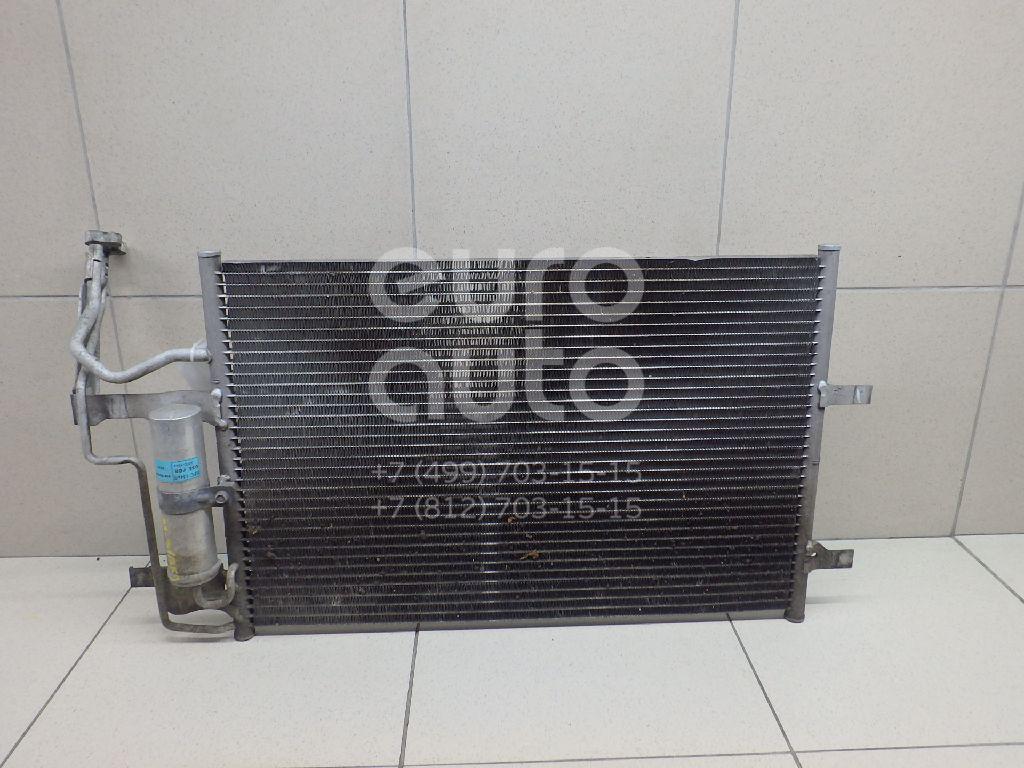 euro
auto
+7 (499) 703-15-15
+7 (812) 703-15-15